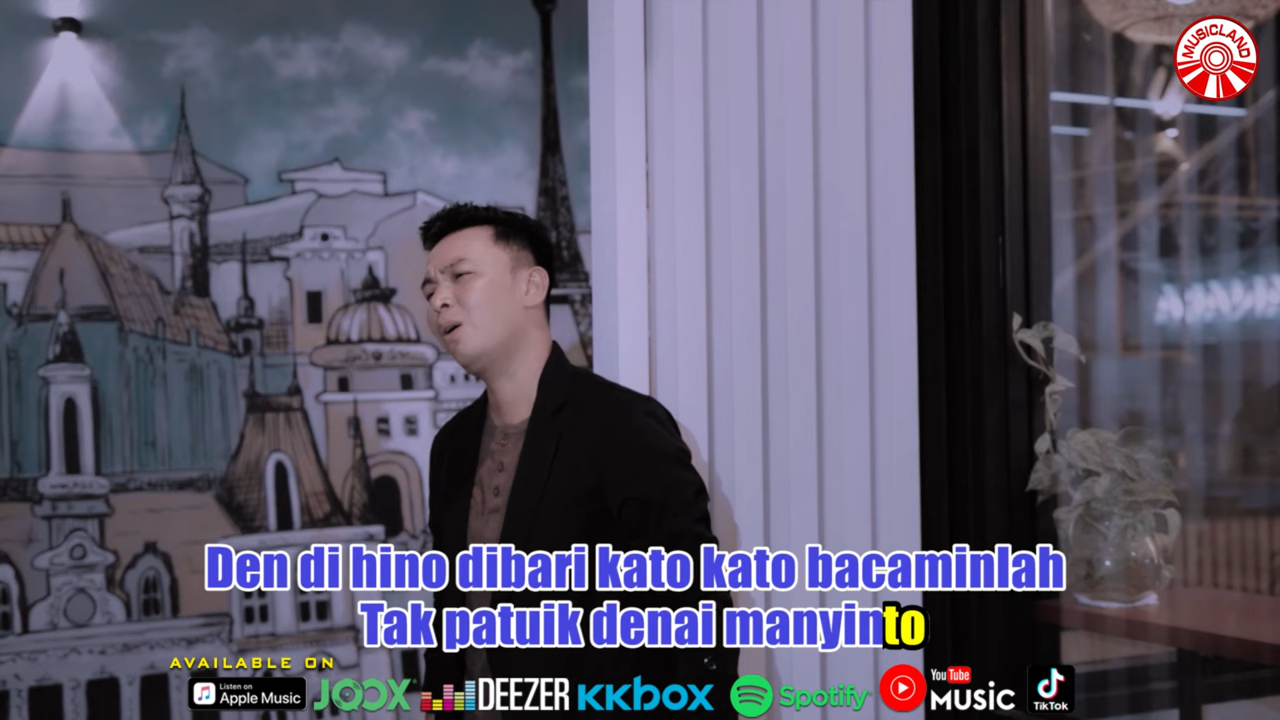 MUSICLAND
Den di hino dibari kato kato bacaminlah
Tak patuik denai manyinto
AVAILABLE ON
Listen on
Apple Music
JOOX
DEEZER
KKBOX
Spotify
YouTube
MUSIC
TikTok